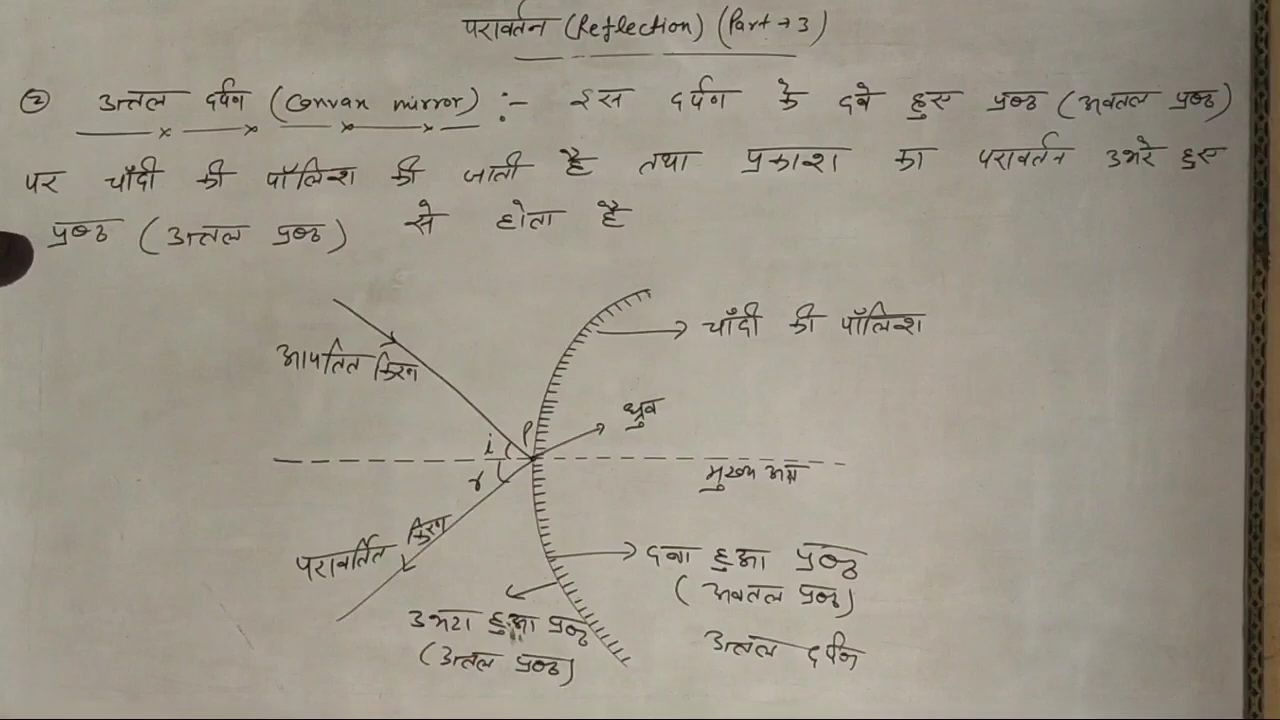 परावर्तन (Reflection) (Part → 3)
② उत्तल दर्पण (Convax mirror) :- इस दर्पण के दबे हुए पृष्ठ (अवतल पृष्ठ)
पर चाँदी की पॉलिश की जाती है तथा प्रकाश का परावर्तन उभरे हुए
पृष्ठ (उत्तल पृष्ठ) से होता है
चाँदी की पॉलिश
आपतित किरण
ध्रुव
P
i
r
मुख्य अक्ष
परावर्तित किरण
दबा हुआ पृष्ठ
(अवतल पृष्ठ)
उभरा हुआ पृष्ठ
(उत्तल पृष्ठ)
उत्तल दर्पण